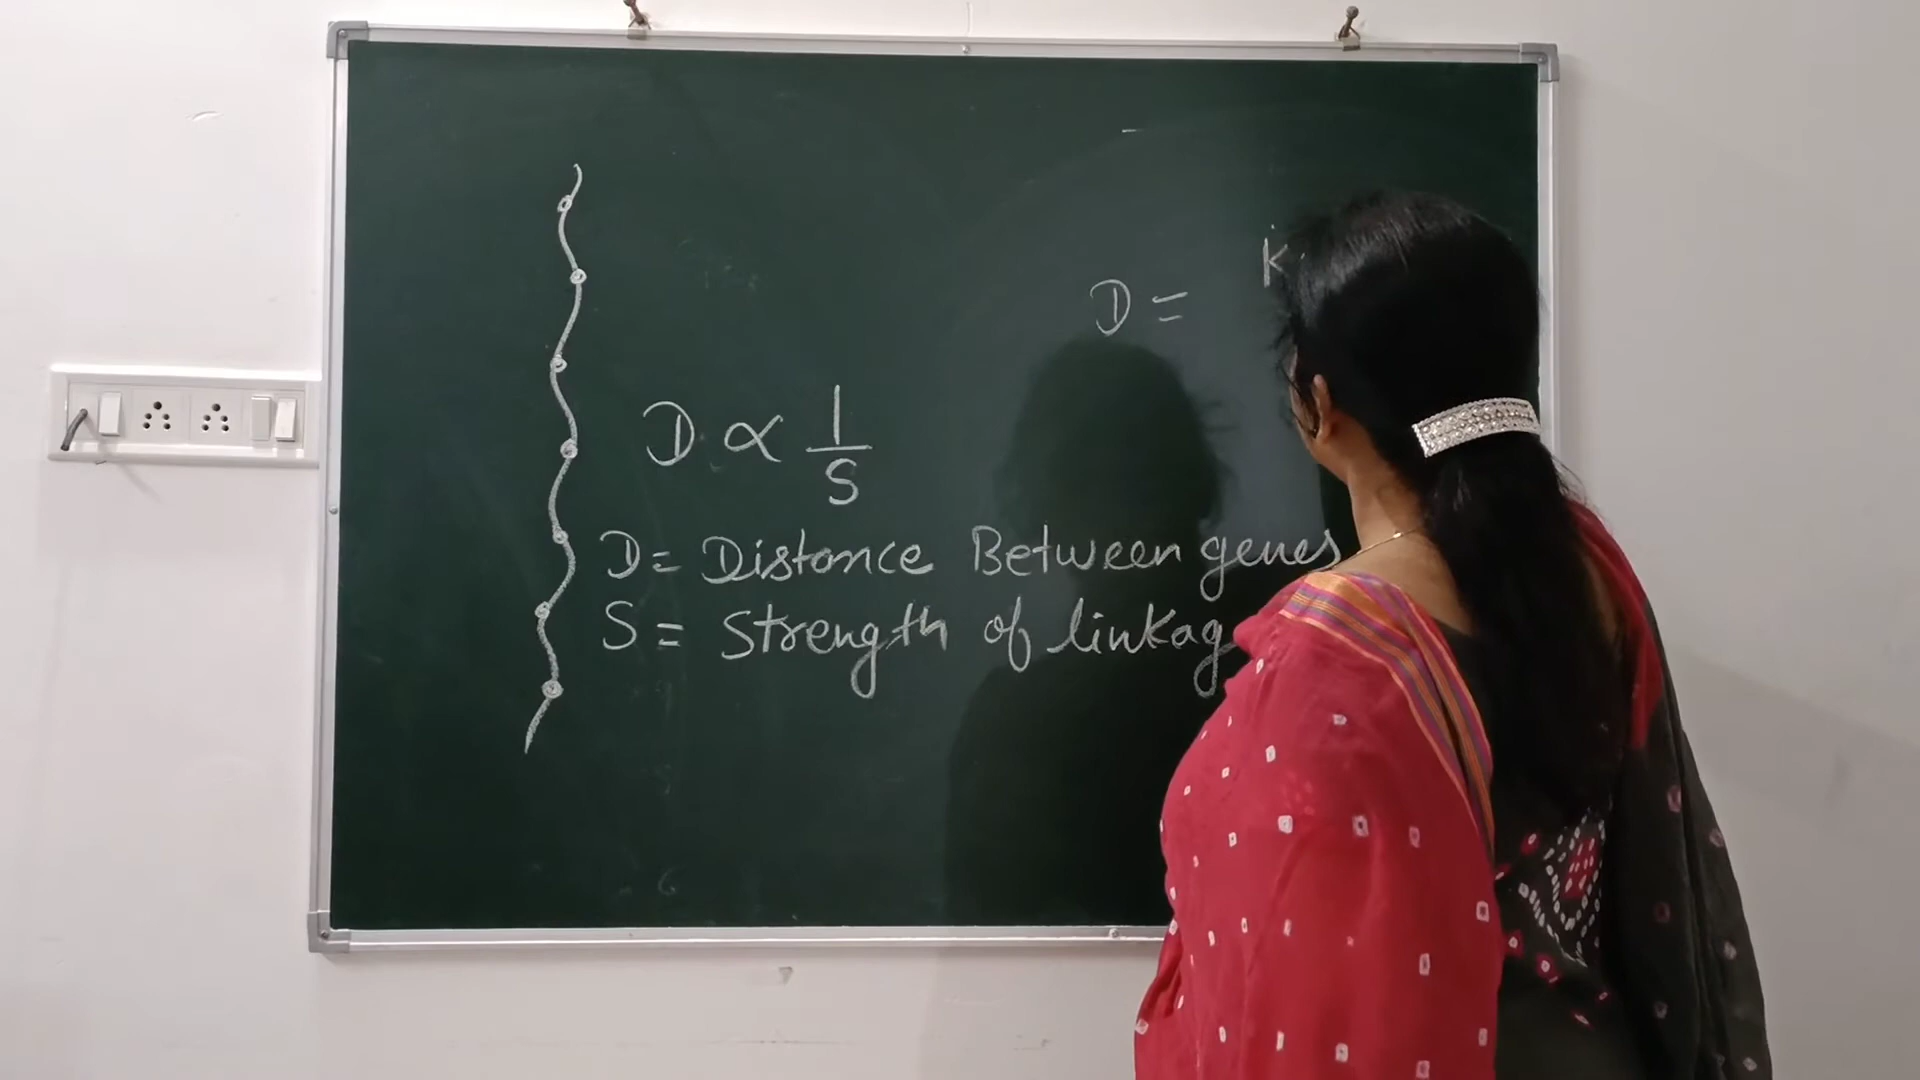 K
D =
D ∝ 1/S
D = Distance Between genes
S = Strength of linkag